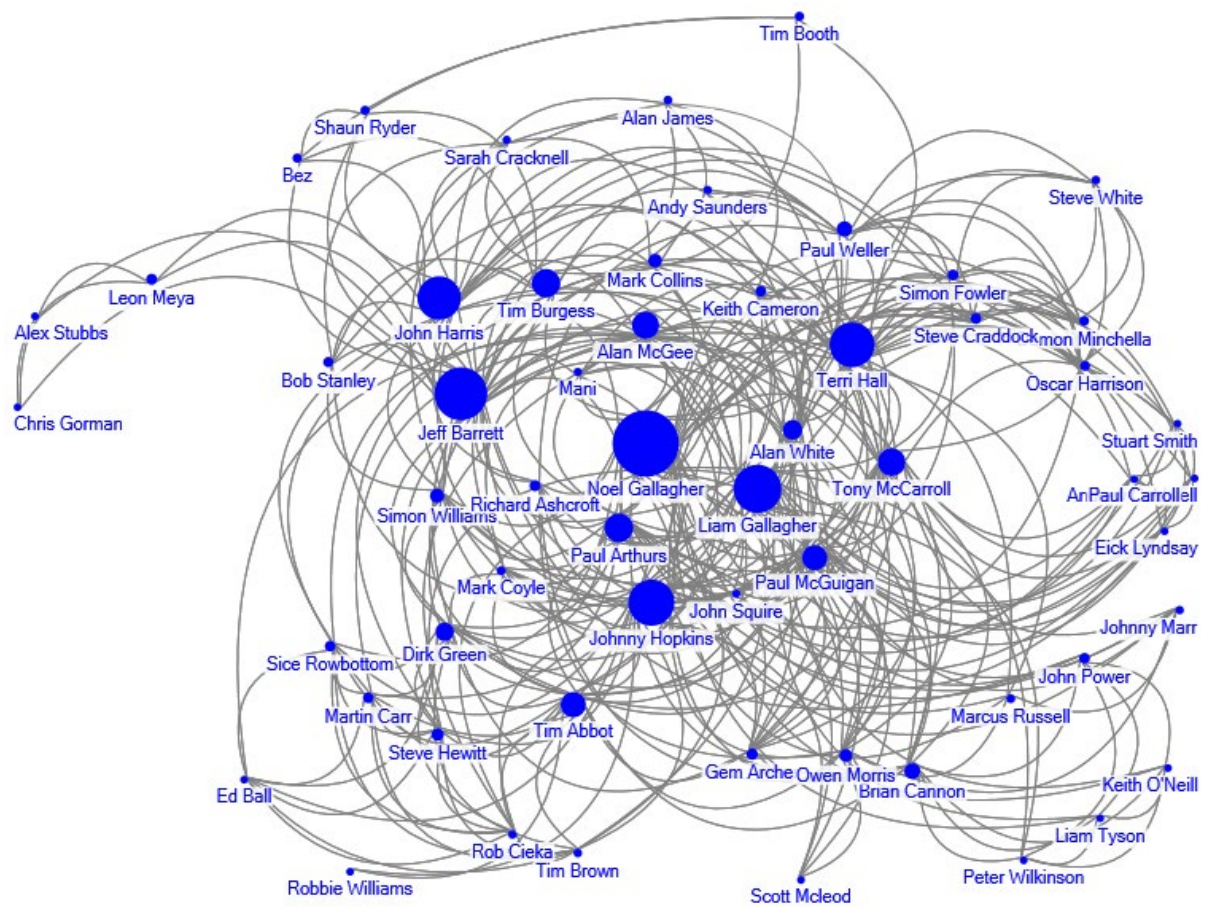 Tim Booth
Shaun Ryder
Alan James
Sarah Cracknell
Bez
Steve White
Andy Saunders
Paul Weller
Mark Collins
Leon Meya
Simon Fowler
Keith Cameron
Tim Burgess
Alex Stubbs
John Harris
Steve Craddock
mon Minchella
Alan McGee
Bob Stanley
Mani
Terri Hall
Oscar Harrison
Chris Gorman
Jeff Barrett
Stuart Smith
Alan White
Noel Gallagher
Tony McCarroll
An
Paul Carroll
ell
Richard Ashcroft
Simon Williams
Liam Gallagher
Eick Lyndsay
Paul Arthurs
Paul McGuigan
Mark Coyle
John Squire
Johnny Marr
Johnny Hopkins
Dirk Green
Sice Rowbottom
John Power
Martin Carr
Marcus Russell
Tim Abbot
Steve Hewitt
Gem Arche
Owen Morris
Keith O'Neill
Brian Cannon
Ed Ball
Liam Tyson
Rob Cieka
Tim Brown
Peter Wilkinson
Robbie Williams
Scott Mcleod